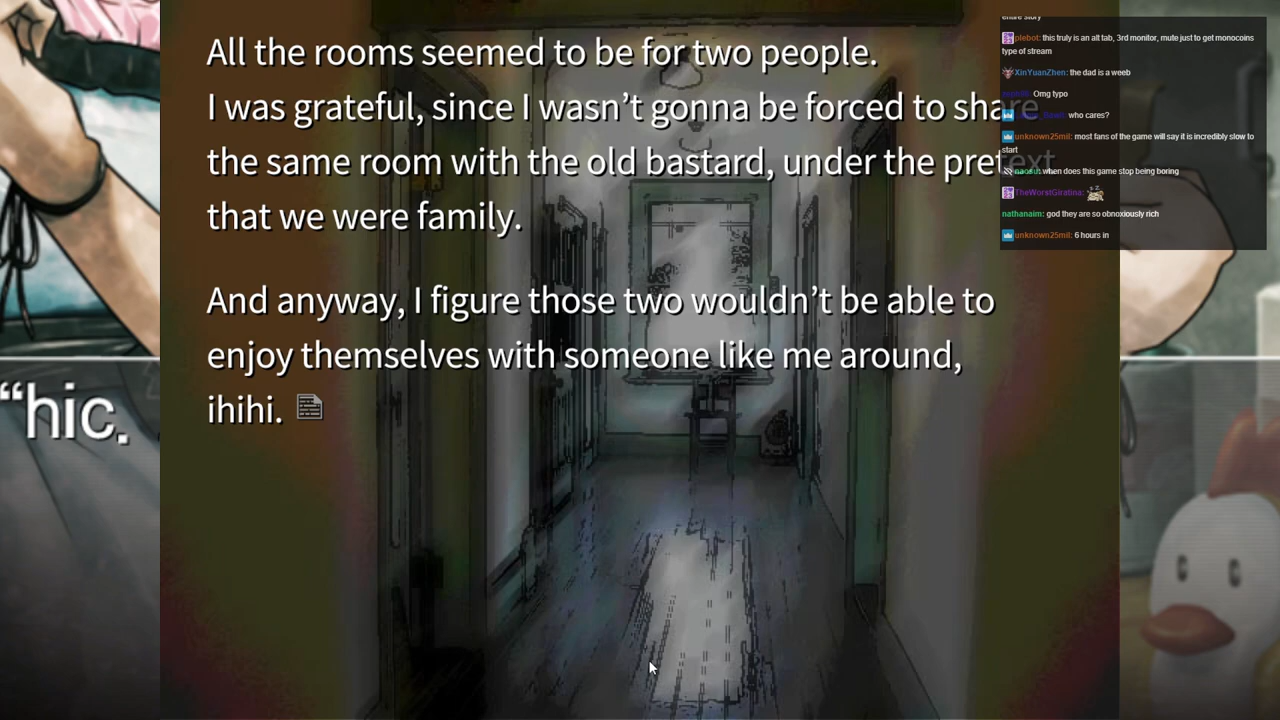 All the rooms seemed to be for two people.
I was grateful, since I wasn't gonna be forced to share
the same room with the old bastard, under the pretext
that we were family.
And anyway, I figure those two wouldn't be able to
enjoy themselves with someone like me around,
ihihi.
“hic.
entire story
plebot: this truly is an alt tab, 3rd monitor, mute just to get monocoins
type of stream
XinYuanZhen: the dad is a weeb
Omg typo
who cares?
unknown25mil: most fans of the game will say it is incredibly slow to
start
when does this game stop being boring
TheWorstGiratina:
nathanaim: god they are so obnoxiously rich
unknown25mil: 6 hours in